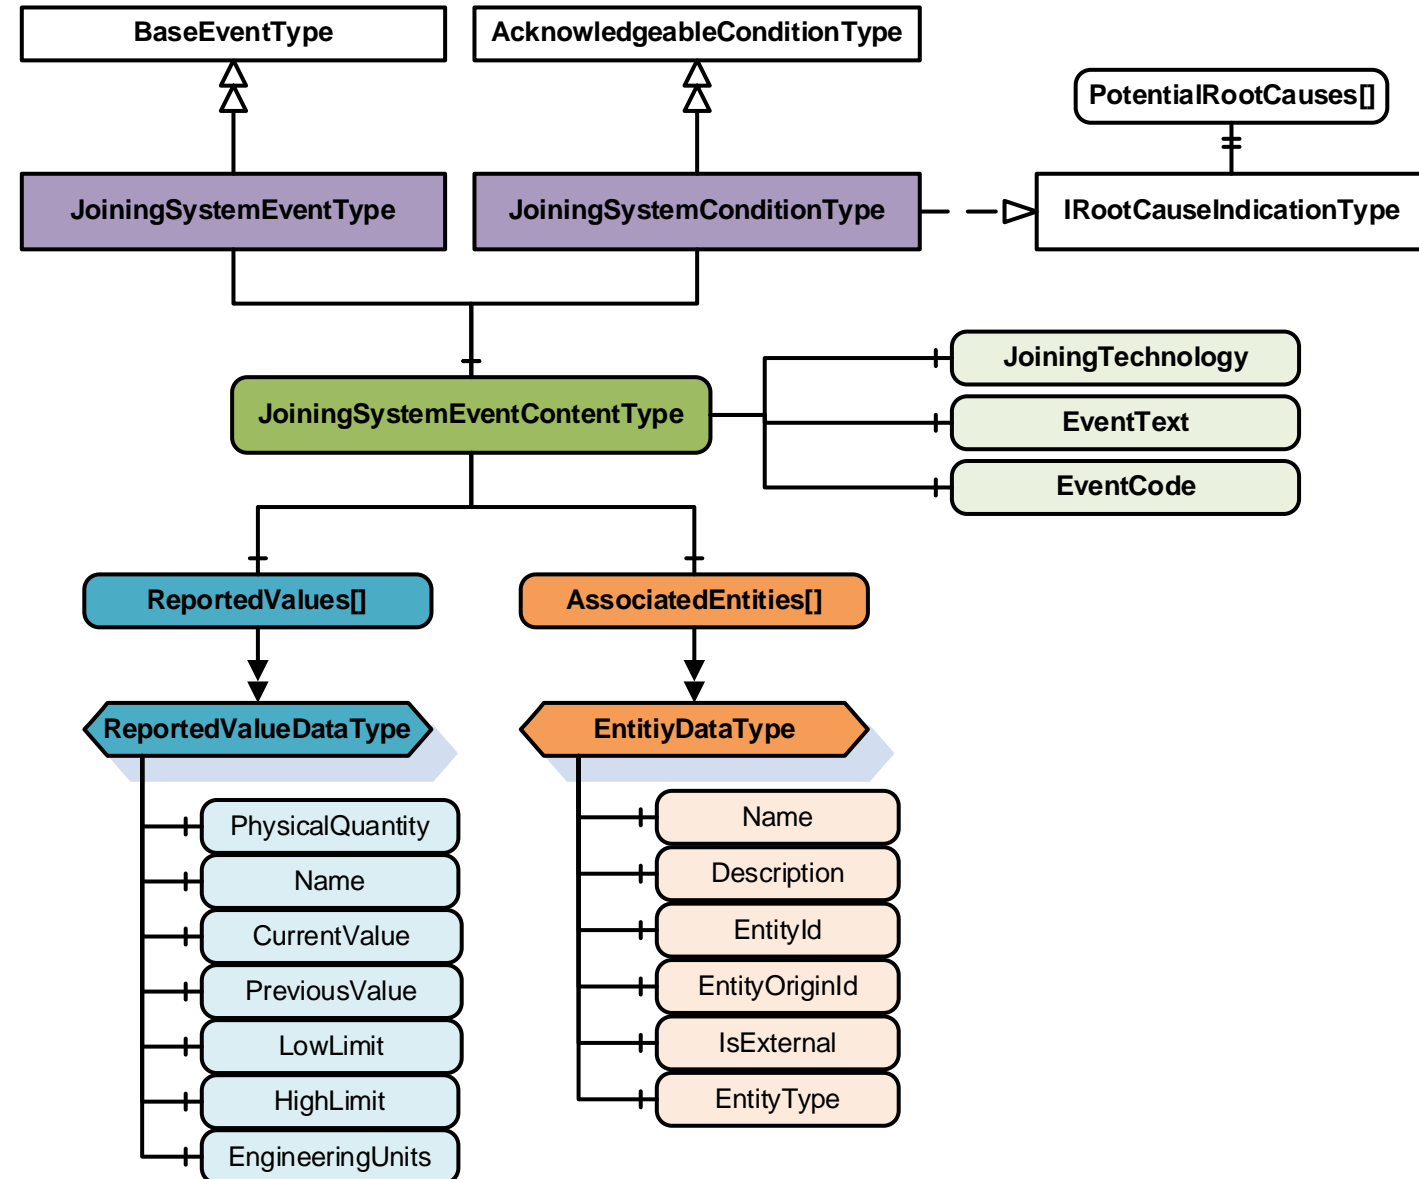 BaseEventType
AcknowledgeableConditionType
PotentialRootCauses[]
JoiningSystemEventType
JoiningSystemConditionType
IRootCauseIndicationType
JoiningTechnology
JoiningSystemEventContentType
EventText
EventCode
ReportedValues[]
AssociatedEntities[]
ReportedValueDataType
EntitiyDataType
PhysicalQuantity
Name
CurrentValue
PreviousValue
LowLimit
HighLimit
EngineeringUnits
Name
Description
EntityId
EntityOriginId
IsExternal
EntityType